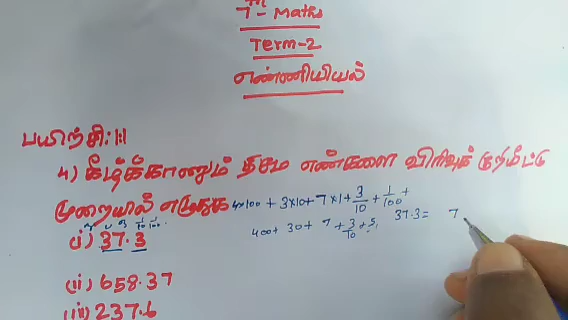 7th - Maths
Term-2
எண்ணியியல்
பயிற்சி: 1.1
4) கீழ்க்காணும் தசம எண்களை விரிவுக் குறியீட்டு
முறையில் எழுதுக
4×100 + 3×10 + 7×1 + 3/10 + 1/100 +
400 + 30 + 7 + 3/10 + 5
37.3 = 7
(i) 37.3
(ii) 658.37
(iii) 237.6